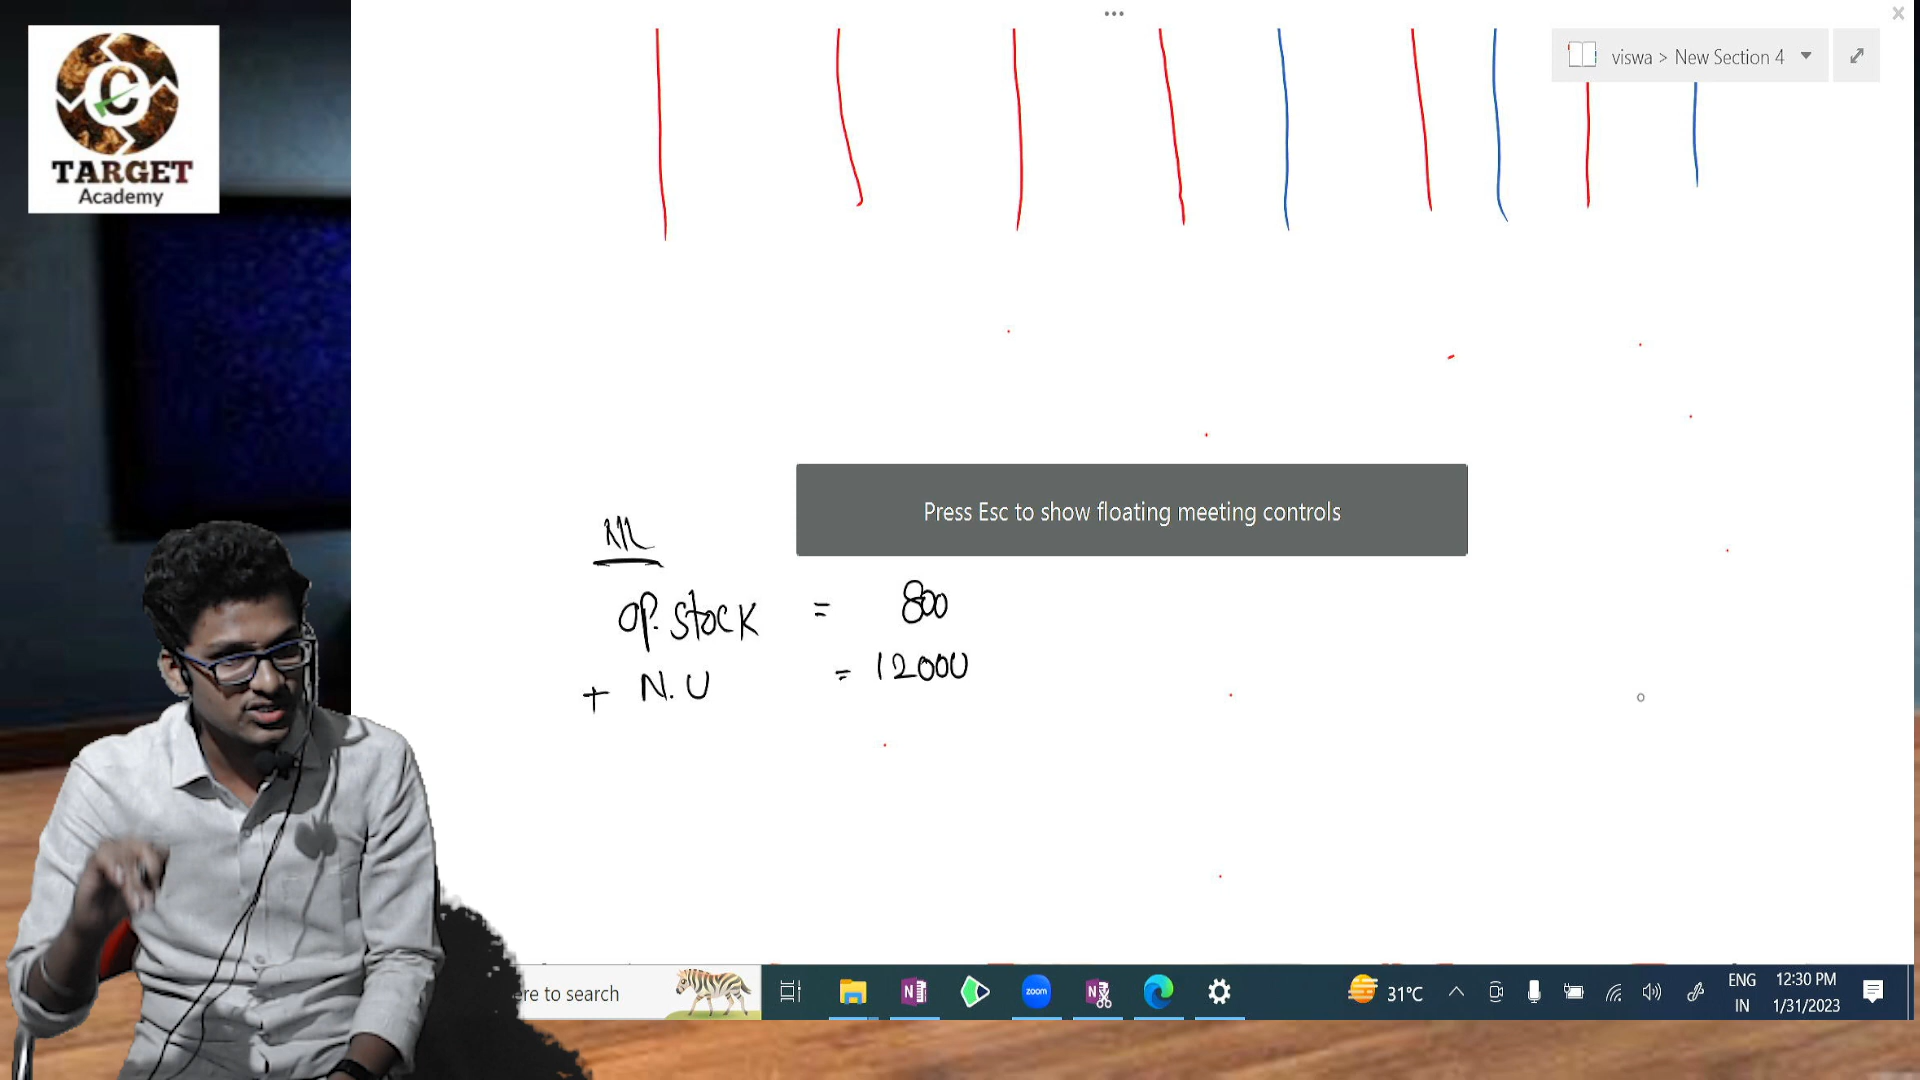 C
TARGET
Academy
viswa > New Section 4
Press Esc to show floating meeting controls
OP. Stock = 800
+ N.U = 12000
ere to search
zoom
31°C
ENG
IN
12:30 PM
1/31/2023